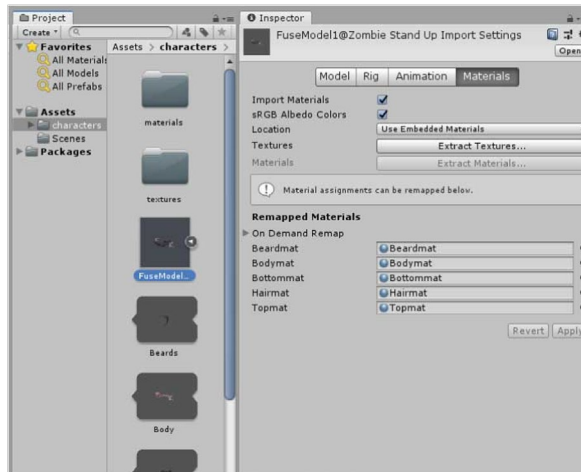 Project
Create
Favorites
All Materials
All Models
All Prefabs
Assets
characters
Scenes
Packages
Assets > characters >
materials
textures
FuseModel...
Beards
Body
Inspector
FuseModel1@Zombie Stand Up Import Settings
Open
Model Rig Animation Materials
Import Materials
sRGB Albedo Colors
Location Use Embedded Materials
Textures Extract Textures...
Materials Extract Materials...
Material assignments can be remapped below.
Remapped Materials
On Demand Remap
Beardmat Beardmat
Bodymat Bodymat
Bottommat Bottommat
Hairmat Hairmat
Topmat Topmat
Revert Apply